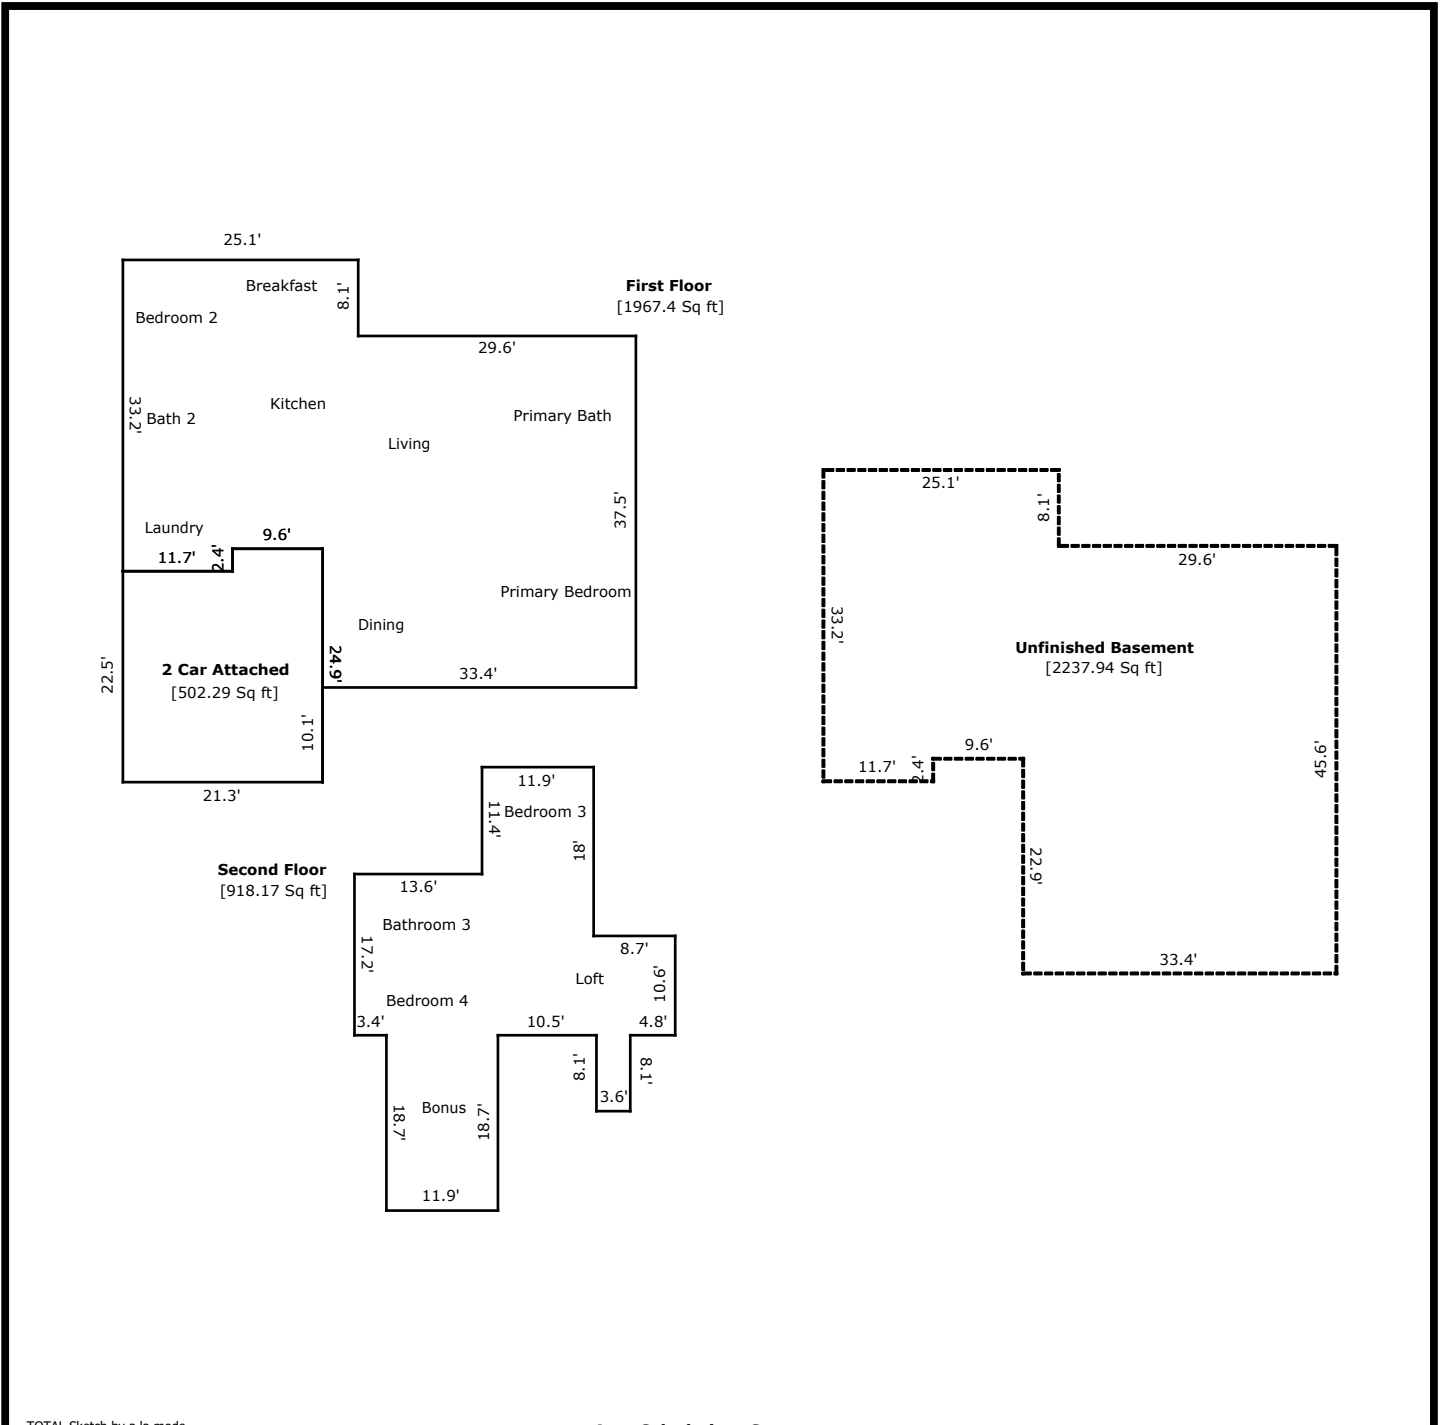 25.1'
Breakfast
8.1'
First Floor
[1967.4 Sq ft]
Bedroom 2
29.6'
33.2'
Bath 2
Kitchen
Primary Bath
Living
37.5'
Laundry
9.6'
11.7'
2.4'
Primary Bedroom
Dining
22.5'
2 Car Attached
[502.29 Sq ft]
24.9'
33.4'
10.1'
21.3'
25.1'
8.1'
29.6'
33.2'
Unfinished Basement
[2237.94 Sq ft]
9.6'
11.7'
2.4'
45.6'
22.9'
33.4'
11.9'
11.4'
Bedroom 3
18'
Second Floor
[918.17 Sq ft]
13.6'
Bathroom 3
17.2'
8.7'
Loft
10.6'
Bedroom 4
3.4'
10.5'
4.8'
8.1'
8.1'
3.6'
Bonus
18.7'
18.7'
11.9'
TOTAL Sketch by a la mode